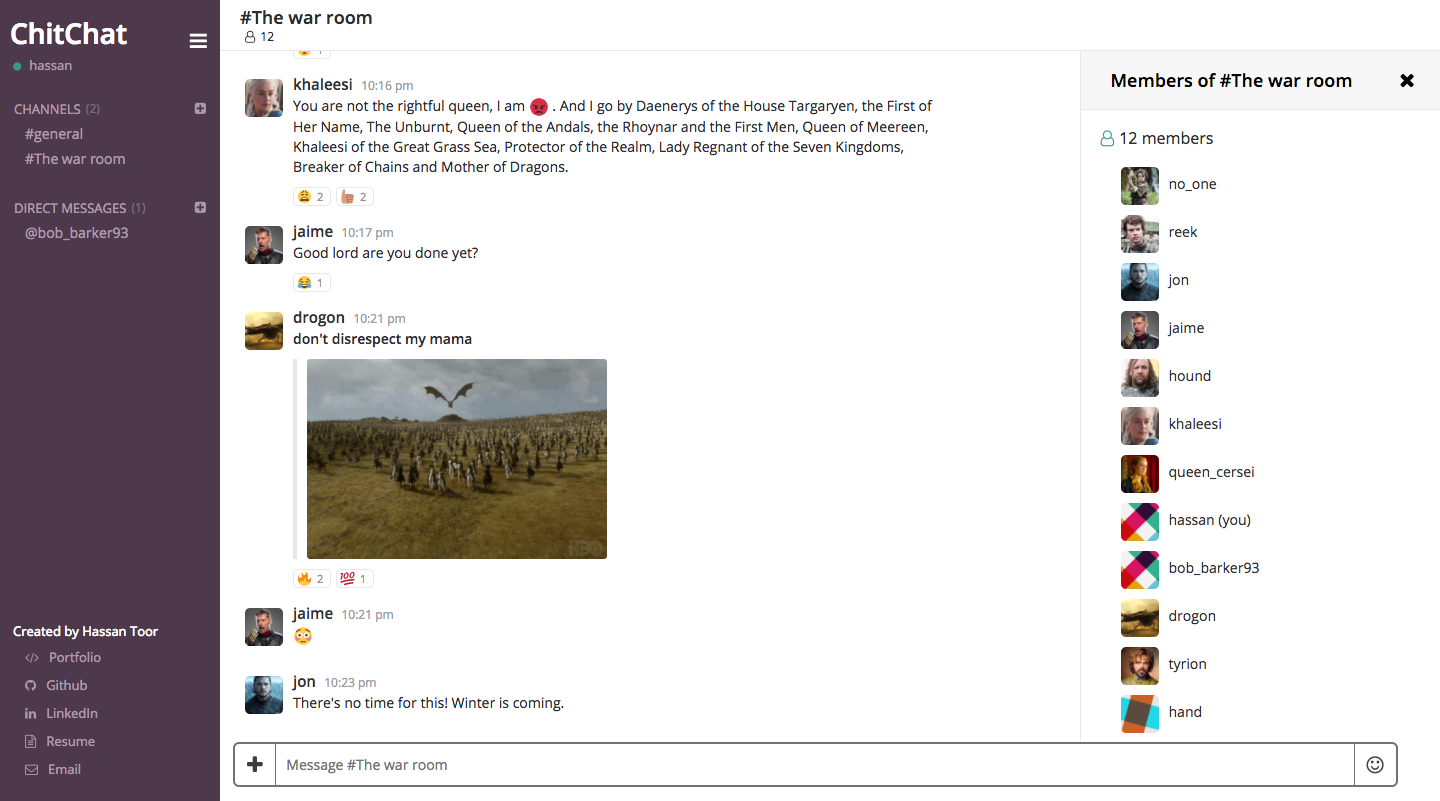 ChitChat
hassan
CHANNELS (2)
#general
#The war room
DIRECT MESSAGES (1)
@bob_barker93
Created by Hassan Toor
Portfolio
Github
LinkedIn
Resume
Email
#The war room
12
1
khaleesi 10:16 pm
You are not the rightful queen, I am 😡 . And I go by Daenerys of the House Targaryen, the First of
Her Name, The Unburnt, Queen of the Andals, the Rhoynar and the First Men, Queen of Meereen,
Khaleesi of the Great Grass Sea, Protector of the Realm, Lady Regnant of the Seven Kingdoms,
Breaker of Chains and Mother of Dragons.
😩 2 👍🏽 2
jaime 10:17 pm
Good lord are you done yet?
😂 1
drogon 10:21 pm
don't disrespect my mama
HBO
🔥 2 💯 1
jaime 10:21 pm
😳
jon 10:23 pm
There's no time for this! Winter is coming.
Message #The war room
Members of #The war room
12 members
no_one
reek
jon
jaime
hound
khaleesi
queen_cersei
hassan (you)
bob_barker93
drogon
tyrion
hand